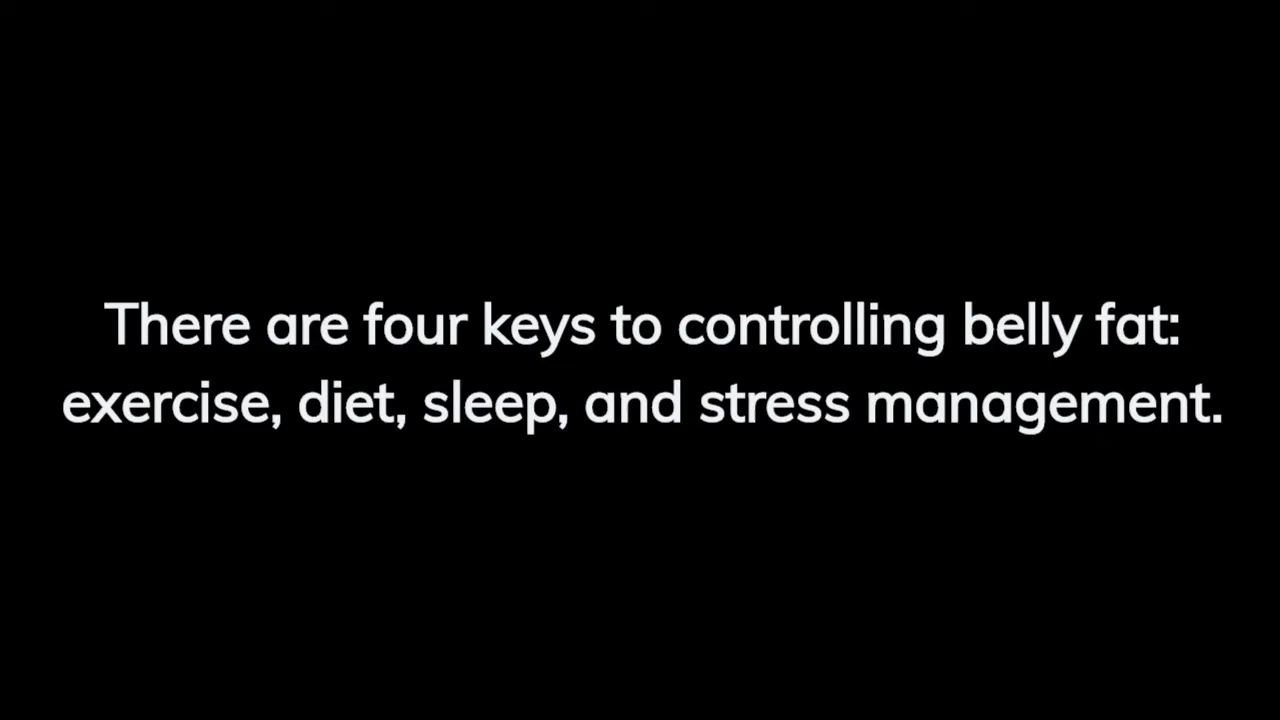 There are four keys to controlling belly fat:
exercise, diet, sleep, and stress management.